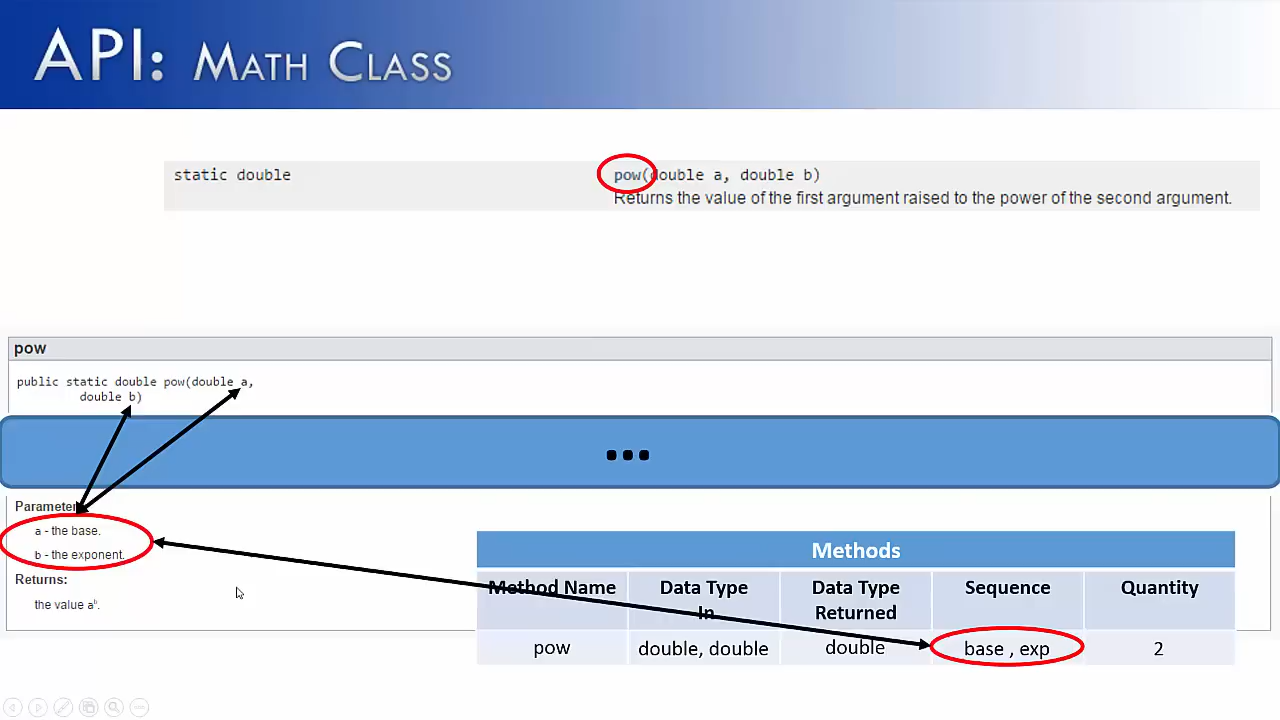 API: MATH CLASS
static double pow(double a, double b)
Returns the value of the first argument raised to the power of the second argument.
pow
public static double pow(double a,
double b)
...
a - the base.
b - the exponent.
Returns:
the value a^b.
Methods
Method Name Data Type In Data Type Returned Sequence Quantity
pow double, double double base , exp 2